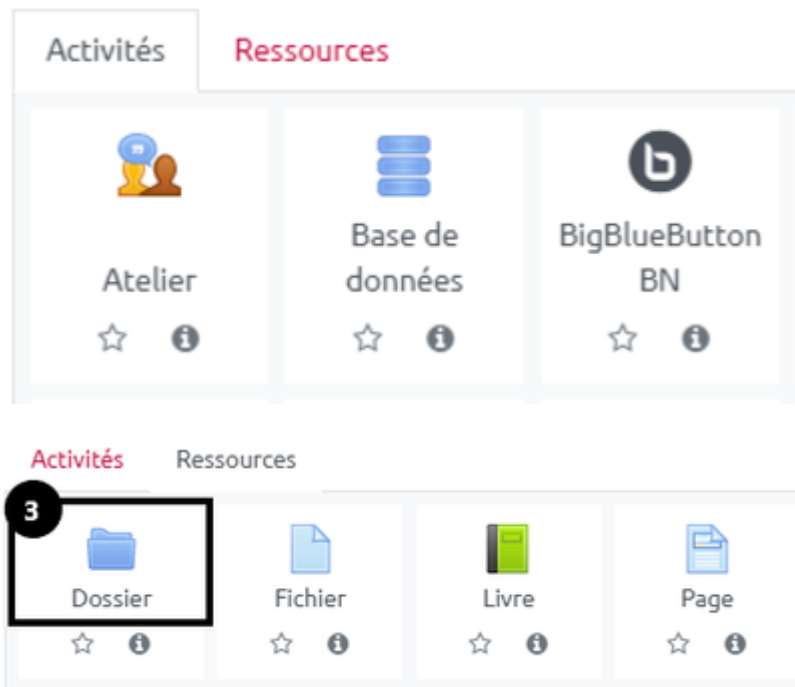 Activités Ressources
Atelier
Base de
données
BigBlueButton
BN
Activités Ressources
3
Dossier Fichier Livre Page